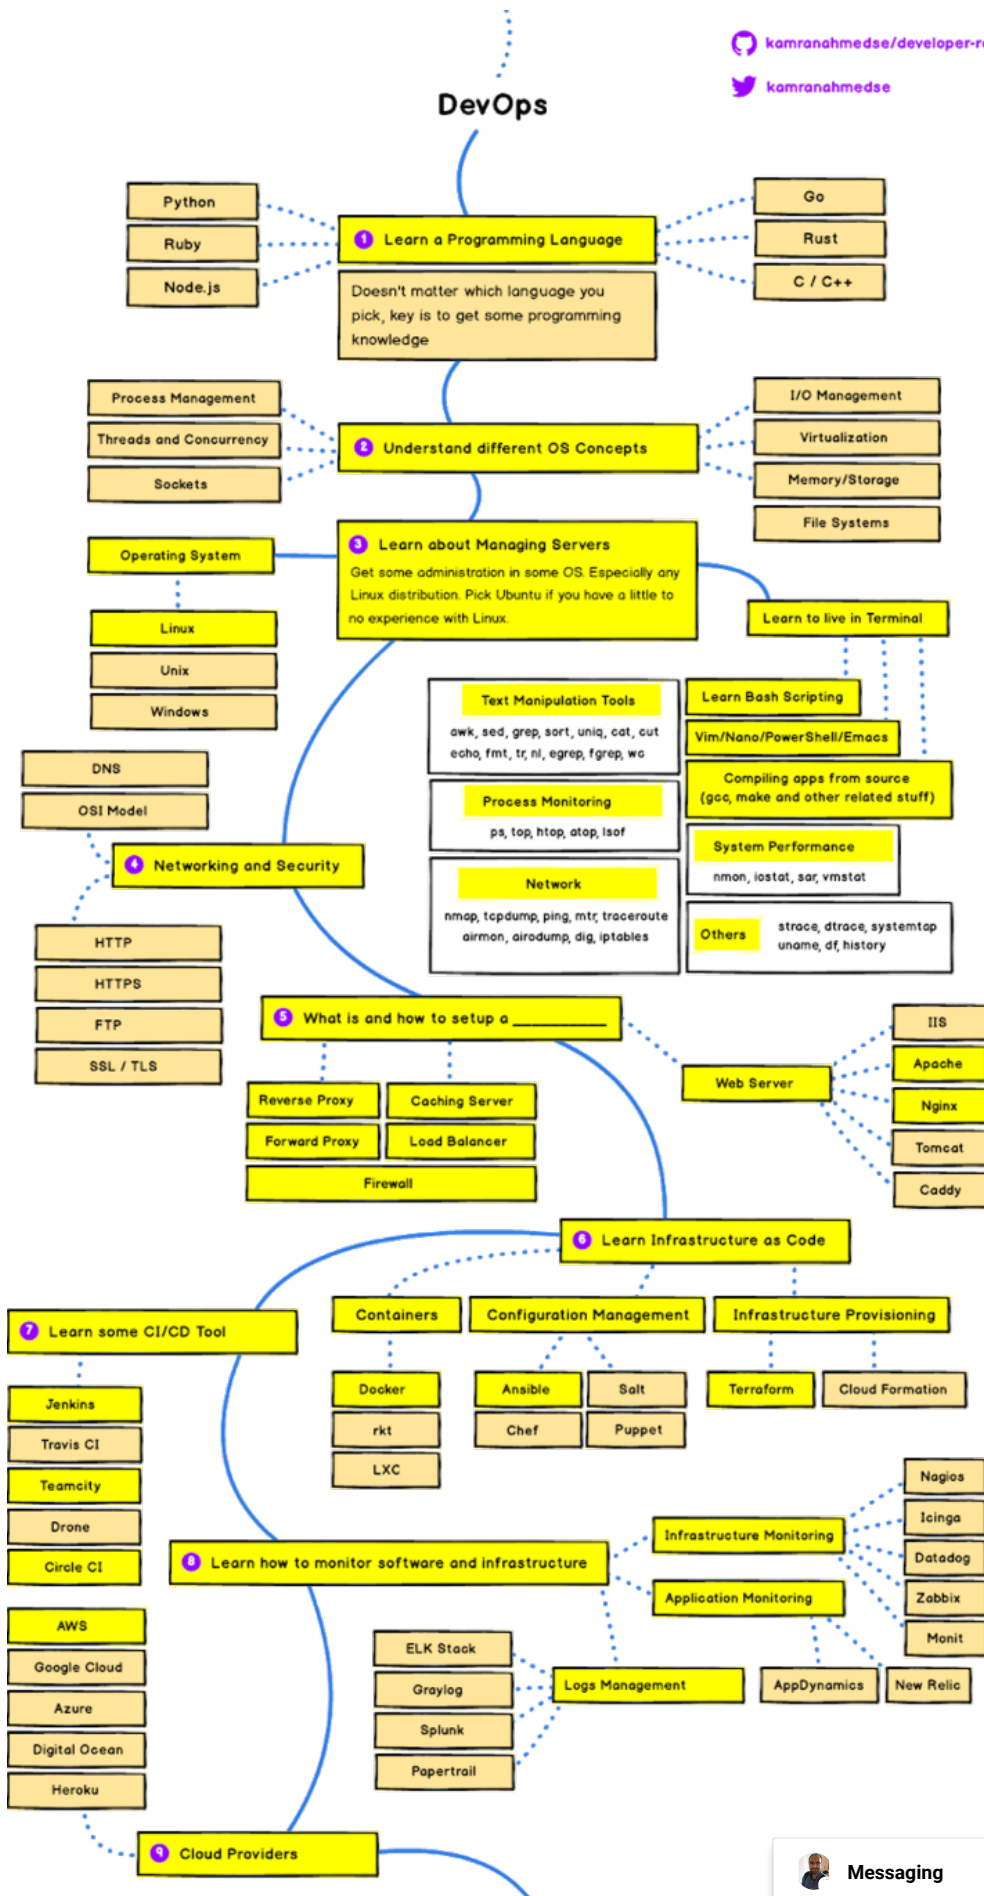 kamranahmedse/developer-r
kamranahmedse
DevOps
Python
Ruby
Node.js
1 Learn a Programming Language
Go
Rust
C / C++
Doesn't matter which language you
pick, key is to get some programming
knowledge
Process Management
Threads and Concurrency
Sockets
2 Understand different OS Concepts
I/O Management
Virtualization
Memory/Storage
File Systems
3 Learn about Managing Servers
Get some administration in some OS. Especially any
Linux distribution. Pick Ubuntu if you have a little to
no experience with Linux.
Operating System
Linux
Unix
Windows
Learn to live in Terminal
Learn Bash Scripting
Vim/Nano/PowerShell/Emacs
Compiling apps from source
(gcc, make and other related stuff)
Text Manipulation Tools
awk, sed, grep, sort, uniq, cat, cut
echo, fmt, tr, nl, egrep, fgrep, wc
Process Monitoring
ps, top, htop, atop, lsof
System Performance
nmon, iostat, sar, vmstat
Network
nmap, tcpdump, ping, mtr, traceroute
airmon, airodump, dig, iptables
Others
strace, dtrace, systemtap
uname, df, history
DNS
OSI Model
4 Networking and Security
HTTP
HTTPS
FTP
SSL / TLS
5 What is and how to setup a ___________
Reverse Proxy
Caching Server
Forward Proxy
Load Balancer
Firewall
Web Server
IIS
Apache
Nginx
Tomcat
Caddy
6 Learn Infrastructure as Code
Containers
Docker
rkt
LXC
Configuration Management
Ansible
Salt
Chef
Puppet
Infrastructure Provisioning
Terraform
Cloud Formation
7 Learn some CI/CD Tool
Jenkins
Travis CI
Teamcity
Drone
Circle CI
8 Learn how to monitor software and infrastructure
Infrastructure Monitoring
Nagios
Icinga
Datadog
Zabbix
Monit
Application Monitoring
AppDynamics
New Relic
Logs Management
ELK Stack
Graylog
Splunk
Papertrail
AWS
Google Cloud
Azure
Digital Ocean
Heroku
9 Cloud Providers
Messaging